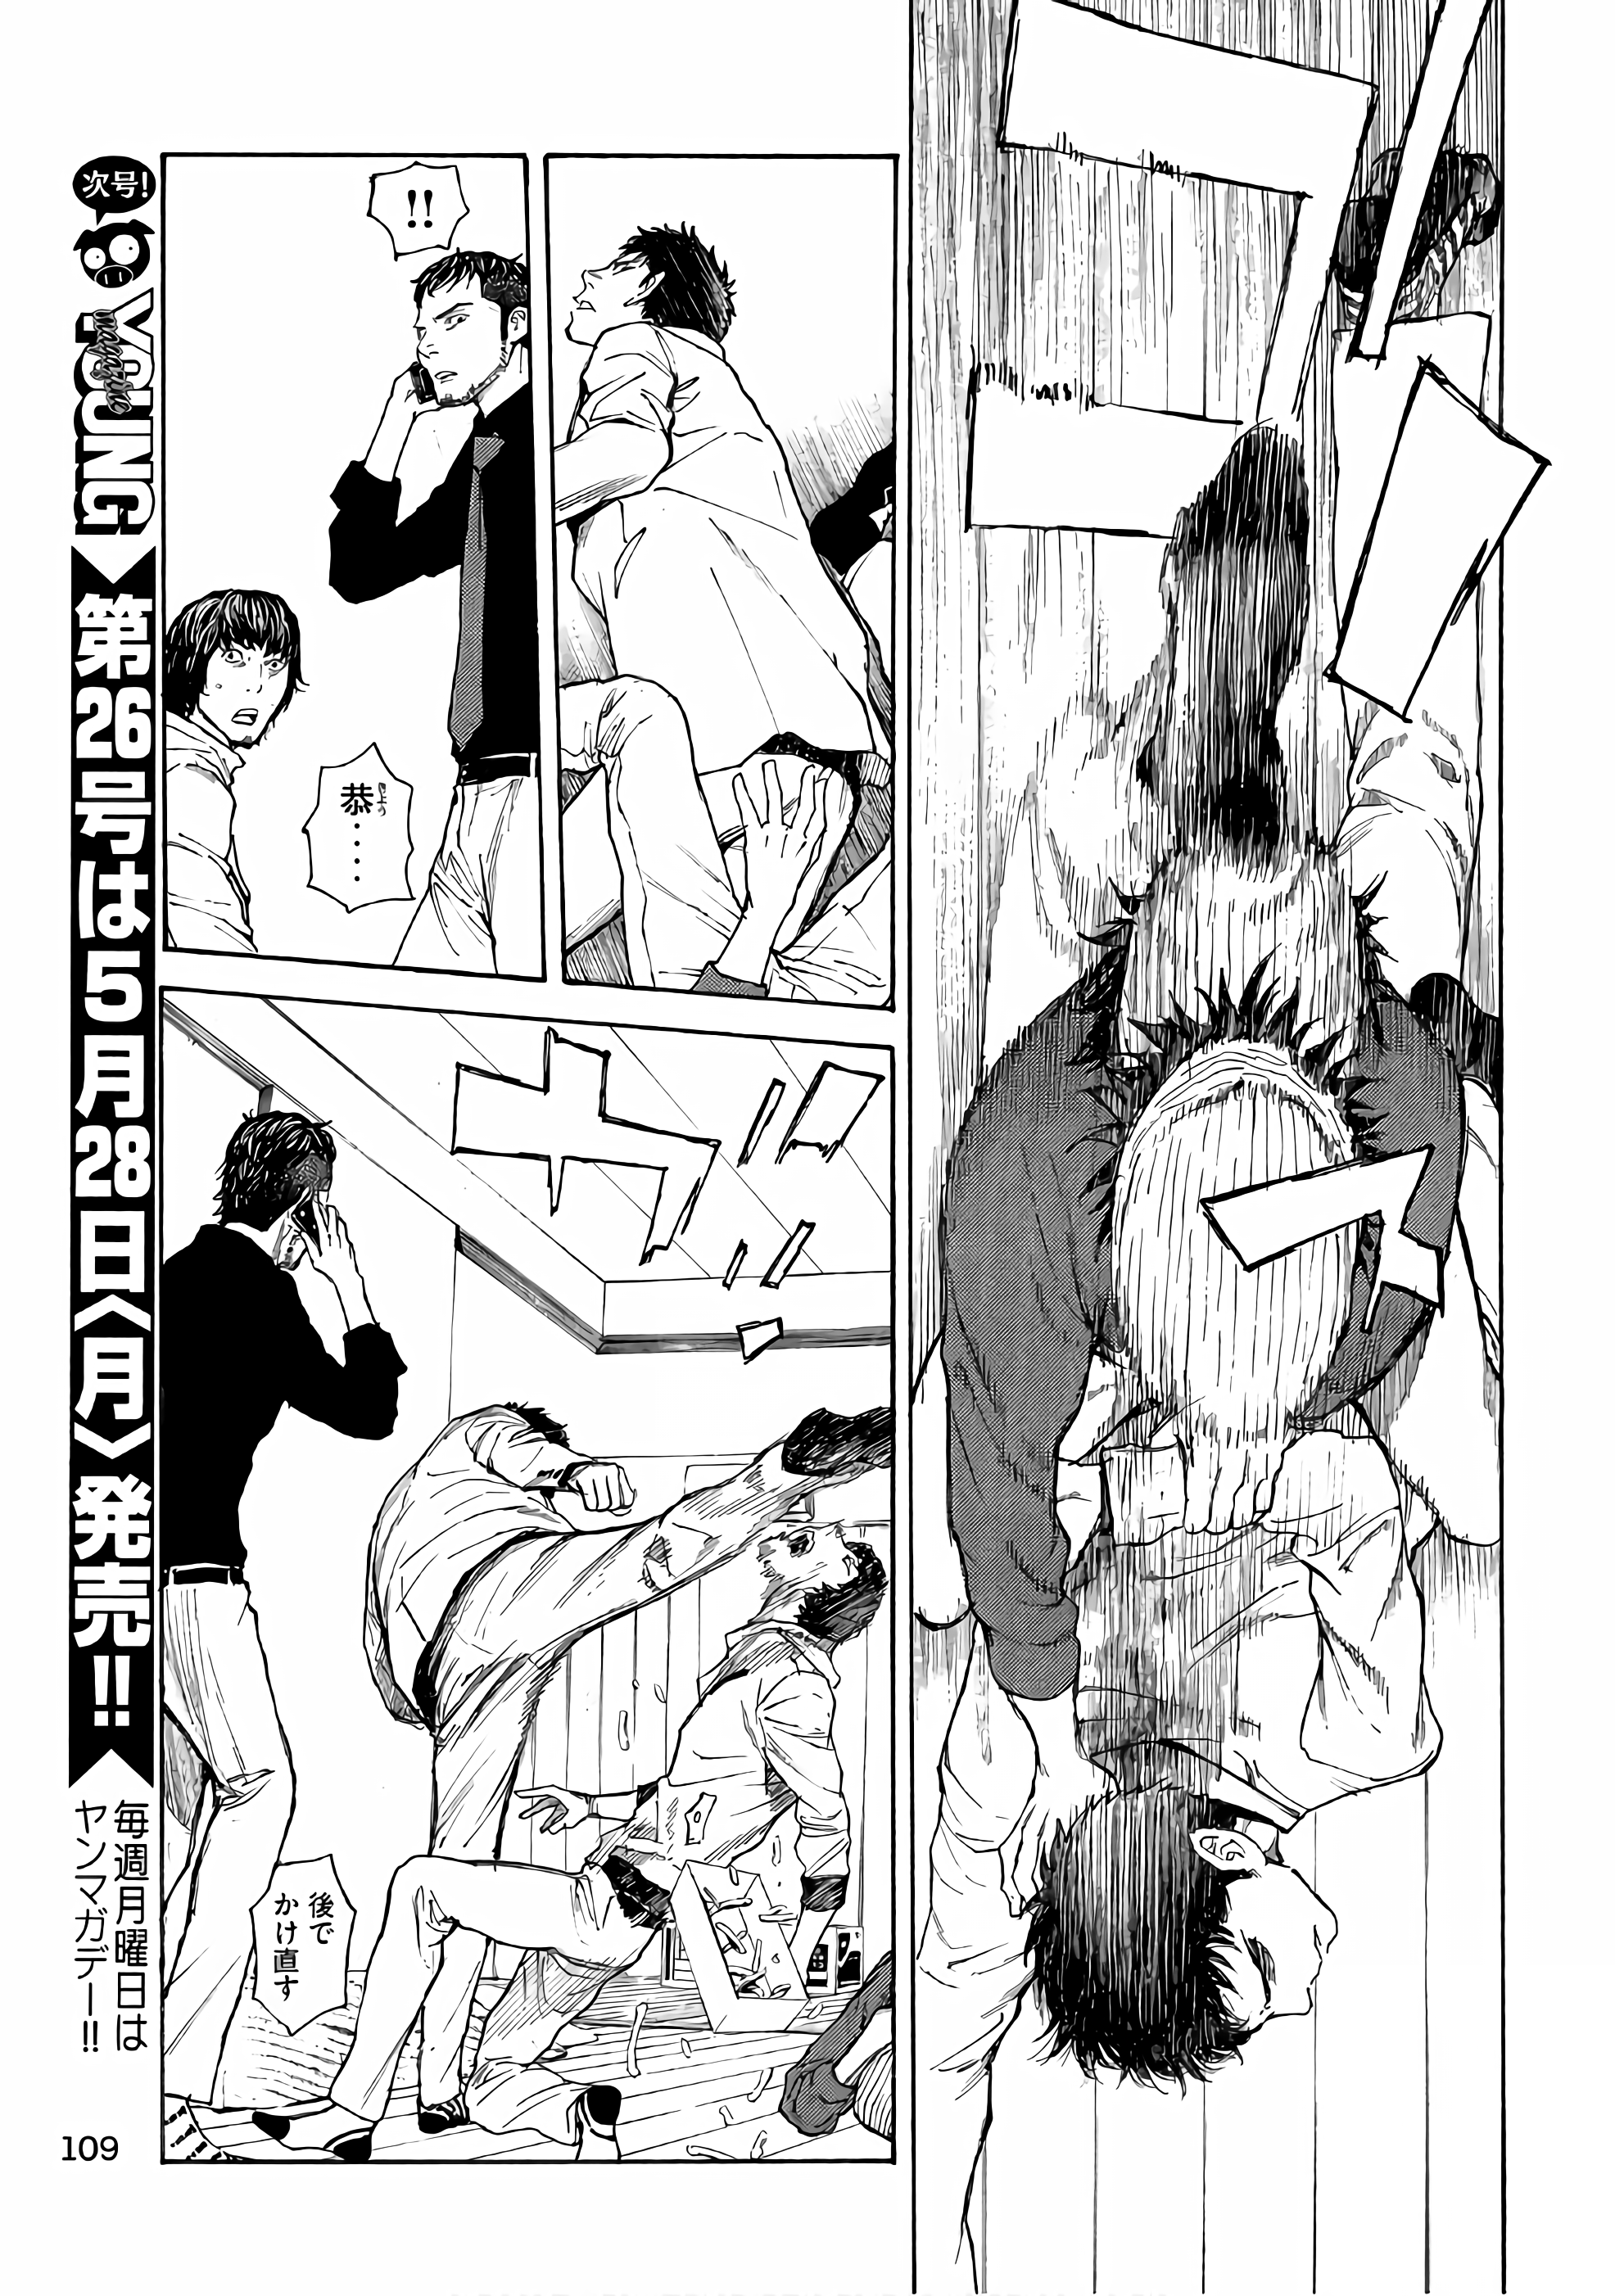 !!
恭……
きょう
ガッ
後で
かけ直す
次号!
YOUNG
magazine
第26号は5月28日〈月〉発売!!
毎週月曜日は
ヤンマガデー!!
109